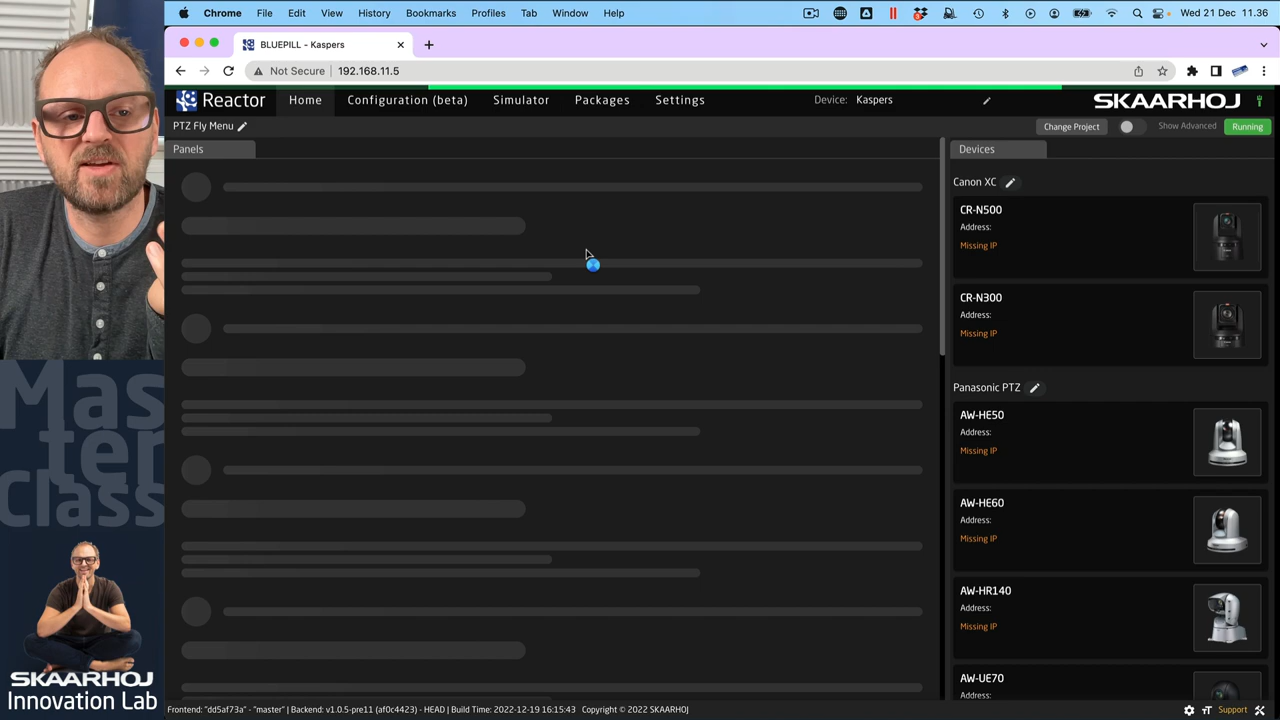 Chrome File Edit View History Bookmarks Profiles Tab Window Help Wed 21 Dec 11.36
BLUEPILL - Kaspers
Not Secure 192.168.11.5
Reactor Home Configuration (beta) Simulator Packages Settings Device: Kaspers SKAARHOJ
PTZ Fly Menu Change Project Show Advanced Running
Panels
Devices
Canon XC
CR-N500
Address:
Missing IP
CR-N300
Address:
Missing IP
Panasonic PTZ
AW-HE50
Address:
Missing IP
AW-HE60
Address:
Missing IP
AW-HR140
Address:
Missing IP
AW-UE70
Address:
Mas
ter
Class
SKAARHOJ
Innovation Lab
Frontend: "dd5af73a" - "master" | Backend: v1.0.5-pre11 (af0c4423) - HEAD | Build Time: 2022-12-19 16:15:43 Copyright © 2022 SKAARHOJ
Support